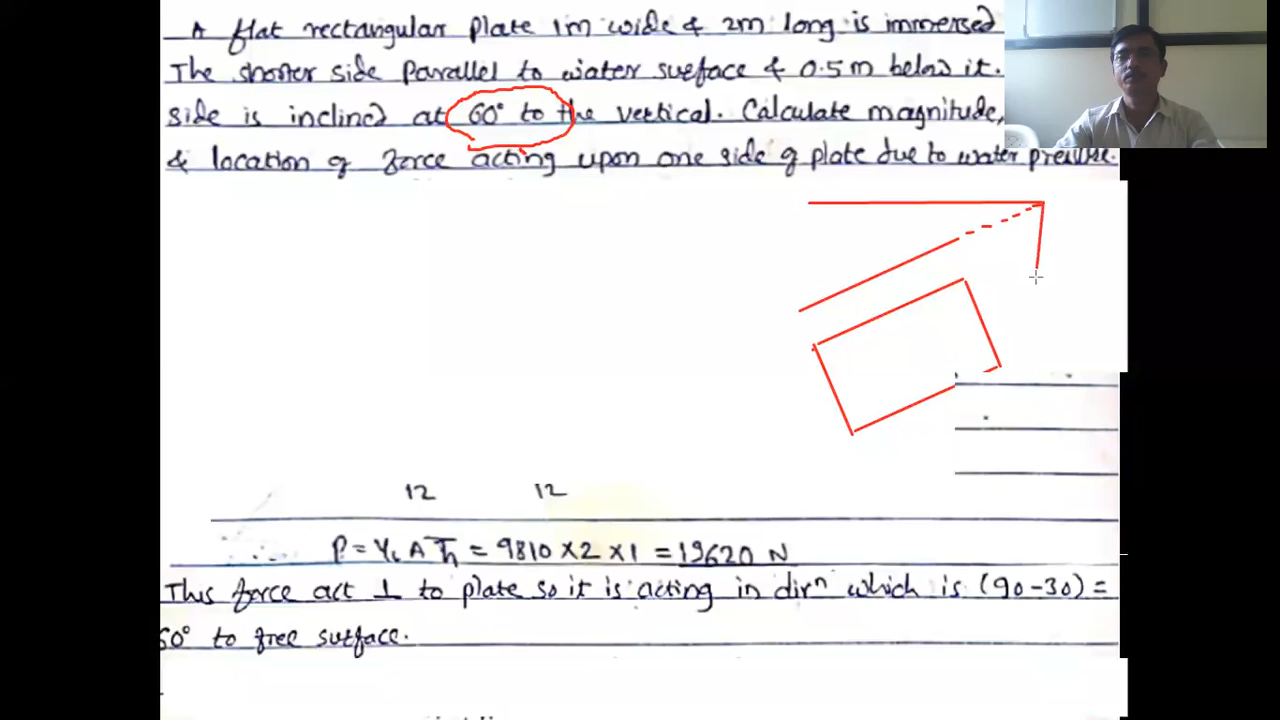 A flat rectangular plate 1m wide & 2m long is immersed
The shorter side parallel to water surface & 0.5m below it.
side is inclined at 60° to the vertical. Calculate magnitude,
& location of force acting upon one side of plate due to water pressure.
12 12
∴ P = γ A h̄ = 9810 × 2 × 1 = 19620 N
This force act ⊥ to plate so it is acting in dirⁿ which is (90-30) =
60° to free surface.